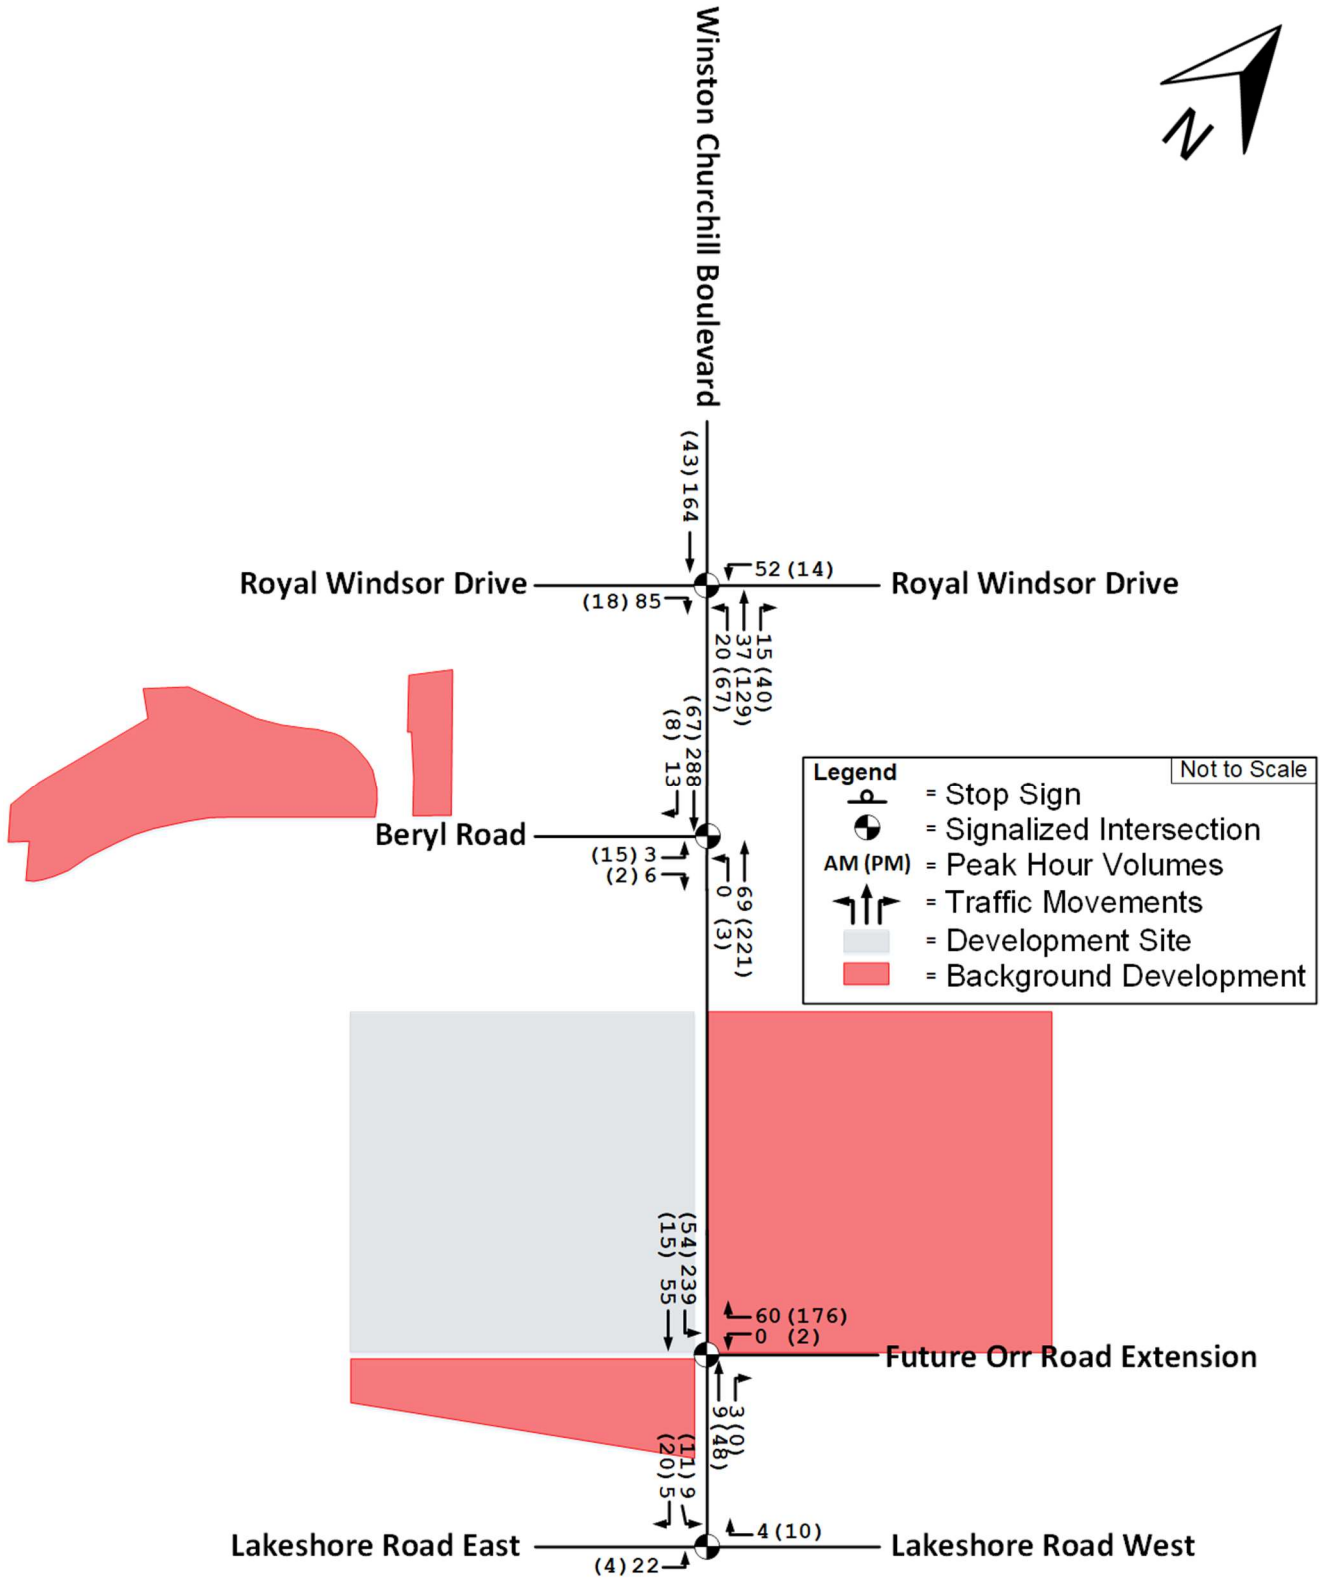 Winston Churchill Boulevard
N
(43) 164
Royal Windsor Drive
52 (14)
Royal Windsor Drive
(18) 85
20 (67)
37 (129)
15 (40)
(8) 13
(67) 288
Beryl Road
(15) 3
(2) 6
0 (3)
69 (221)
Legend
Not to Scale
= Stop Sign
= Signalized Intersection
AM (PM) = Peak Hour Volumes
= Traffic Movements
= Development Site
= Background Development
(15) 55
(54) 239
60 (176)
0 (2)
Future Orr Road Extension
9 (48)
3 (0)
(20) 5
(11) 9
Lakeshore Road East
4 (10)
Lakeshore Road West
(4) 22